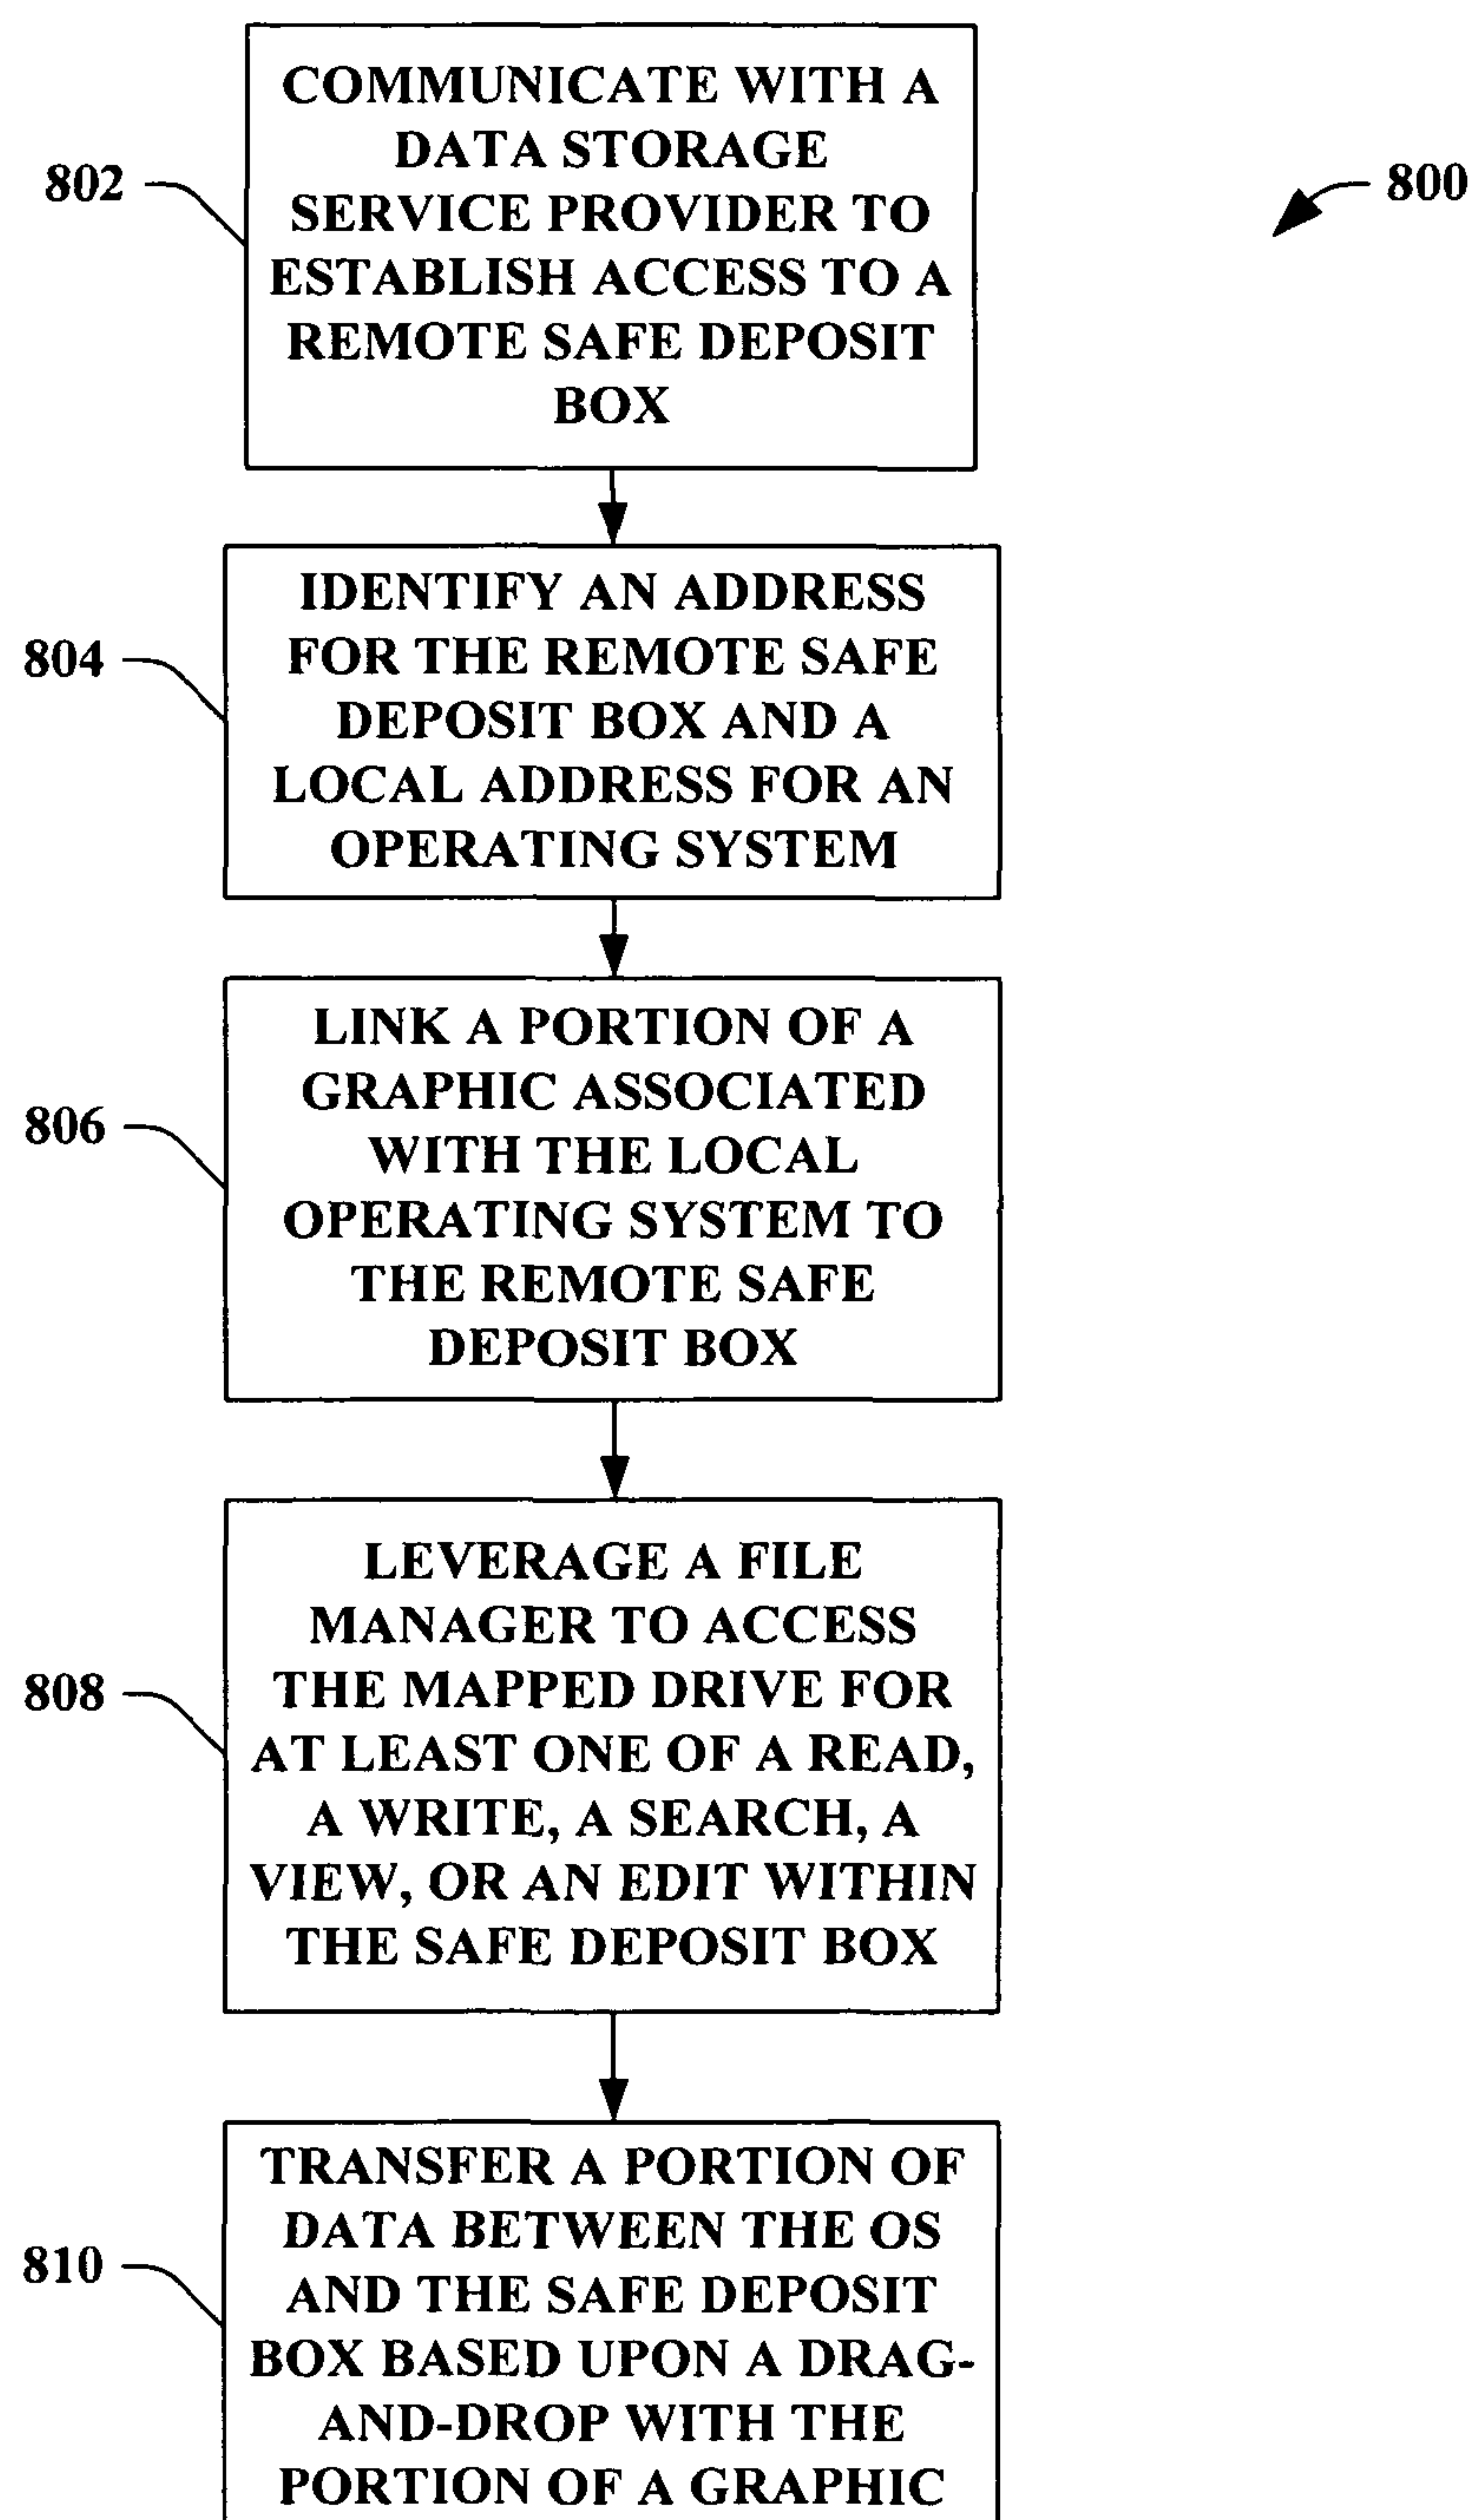 COMMUNICATE WITH A
DATA STORAGE
SERVICE PROVIDER TO
ESTABLISH ACCESS TO A
REMOTE SAFE DEPOSIT
BOX
802
800
IDENTIFY AN ADDRESS
FOR THE REMOTE SAFE
DEPOSIT BOX AND A
LOCAL ADDRESS FOR AN
OPERATING SYSTEM
804
LINK A PORTION OF A
GRAPHIC ASSOCIATED
WITH THE LOCAL
OPERATING SYSTEM TO
THE REMOTE SAFE
DEPOSIT BOX
806
LEVERAGE A FILE
MANAGER TO ACCESS
THE MAPPED DRIVE FOR
AT LEAST ONE OF A READ,
A WRITE, A SEARCH, A
VIEW, OR AN EDIT WITHIN
THE SAFE DEPOSIT BOX
808
TRANSFER A PORTION OF
DATA BETWEEN THE OS
AND THE SAFE DEPOSIT
BOX BASED UPON A DRAG-
AND-DROP WITH THE
PORTION OF A GRAPHIC
810